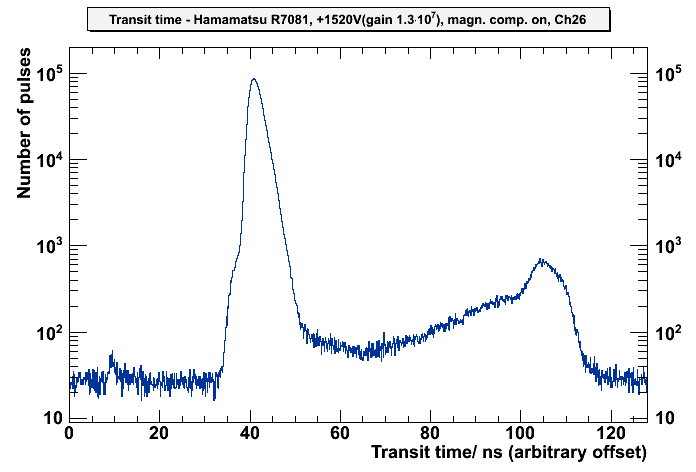 Transit time - Hamamatsu R7081, +1520V(gain 1.3·10⁷), magn. comp. on, Ch26
Number of pulses
10⁵ 10⁵
10⁴ 10⁴
10³ 10³
10² 10²
10 10
0 20 40 60 80 100 120
Transit time/ ns (arbitrary offset)